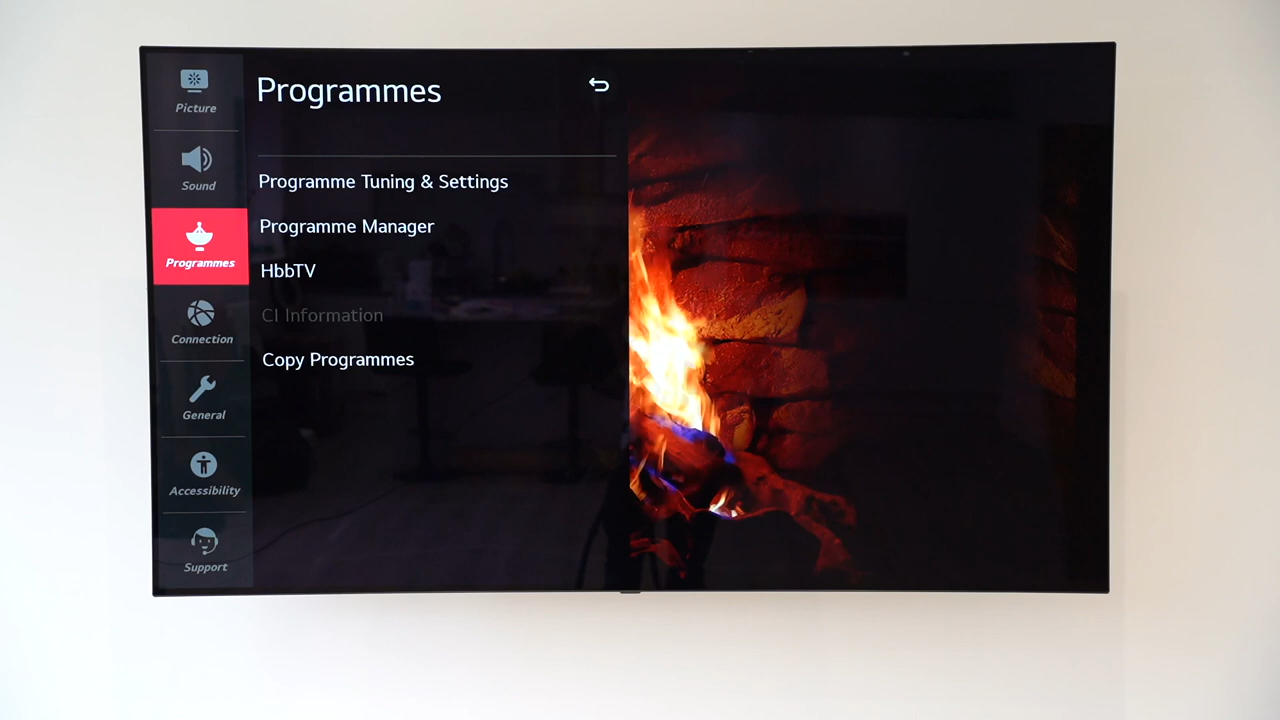 Picture
Sound
Programmes
Connection
General
Accessibility
Support
Programmes
Programme Tuning & Settings
Programme Manager
HbbTV
CI Information
Copy Programmes